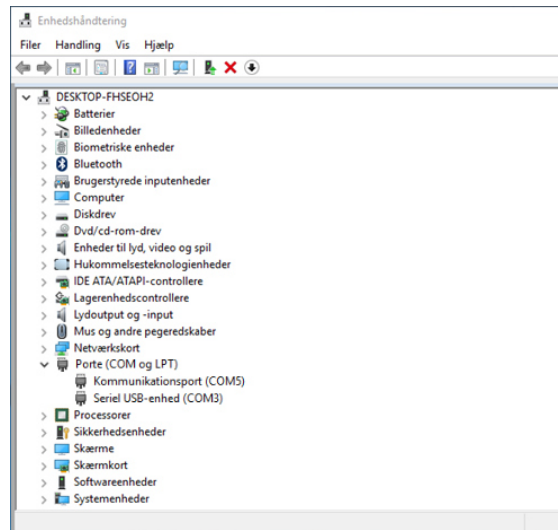 Enhedshåndtering
Filer Handling Vis Hjælp
DESKTOP-FHSEOH2
Batterier
Billedenheder
Biometriske enheder
Bluetooth
Brugerstyrede inputenheder
Computer
Diskdrev
Dvd/cd-rom-drev
Enheder til lyd, video og spil
Hukommelsesteknologienheder
IDE ATA/ATAPI-controllere
Lagerenhedscontrollere
Lydoutput og -input
Mus og andre pegeredskaber
Netværkskort
Porte (COM og LPT)
Kommunikationsport (COM5)
Seriel USB-enhed (COM3)
Processorer
Sikkerhedsenheder
Skærme
Skærmkort
Softwareenheder
Systemenheder